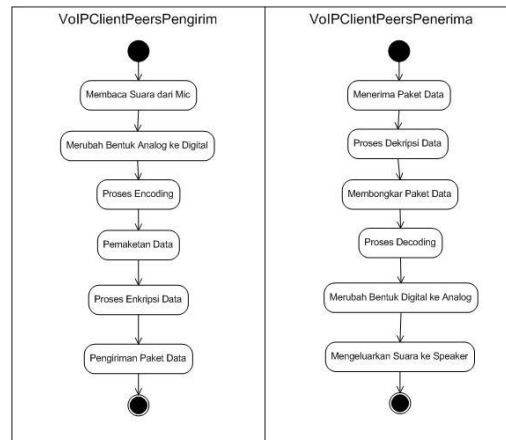 VoIPClientPeersPengirim
Membaca Suara dari Mic
Merubah Bentuk Analog ke Digital
Proses Encoding
Pemaketan Data
Proses Enkripsi Data
Pengiriman Paket Data
VoIPClientPeersPenerima
Menerima Paket Data
Proses Dekripsi Data
Membongkar Paket Data
Proses Decoding
Merubah Bentuk Digital ke Analog
Mengeluarkan Suara ke Speaker